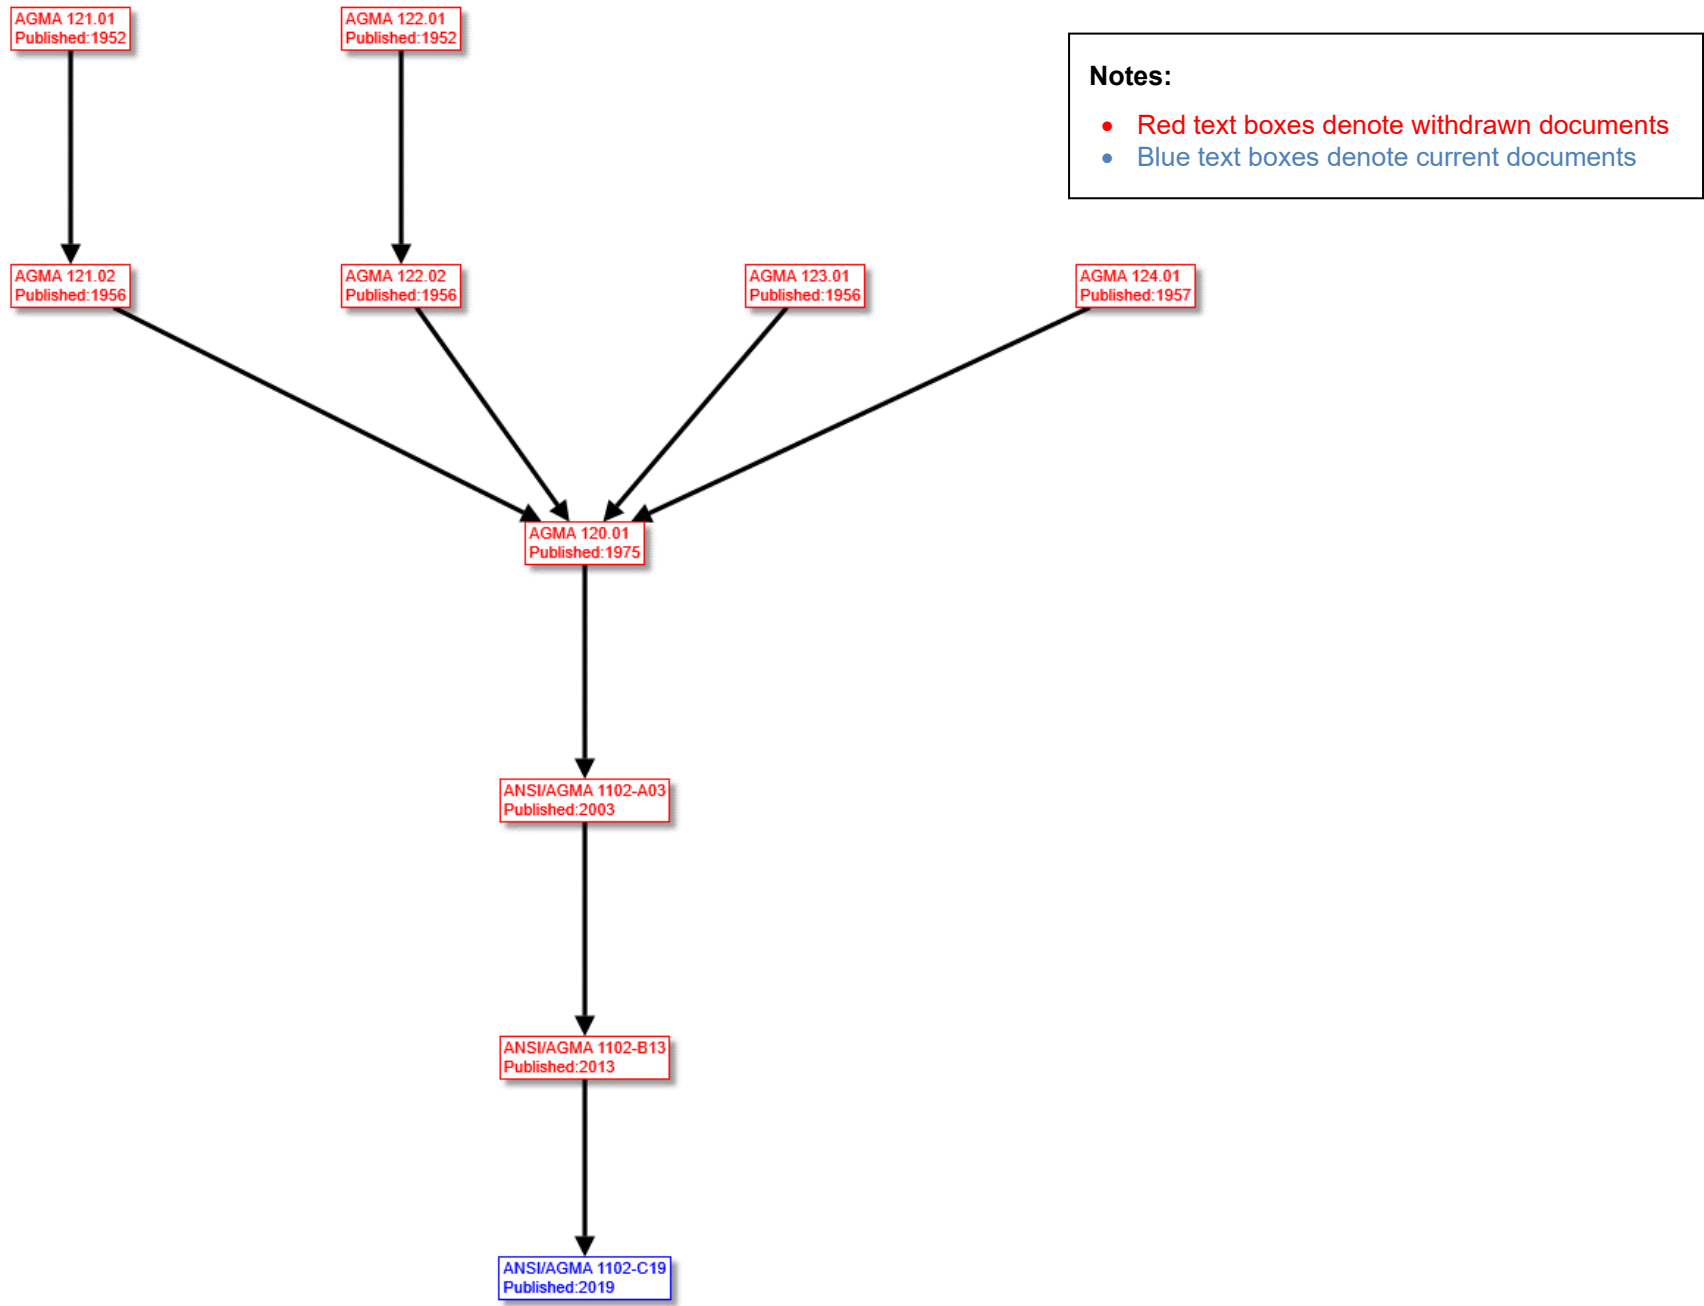 AGMA 121.01
Published:1952
AGMA 122.01
Published:1952
Notes:
• Red text boxes denote withdrawn documents
• Blue text boxes denote current documents
AGMA 121.02
Published:1956
AGMA 122.02
Published:1956
AGMA 123.01
Published:1956
AGMA 124.01
Published:1957
AGMA 120.01
Published:1975
ANSI/AGMA 1102-A03
Published:2003
ANSI/AGMA 1102-B13
Published:2013
ANSI/AGMA 1102-C19
Published:2019